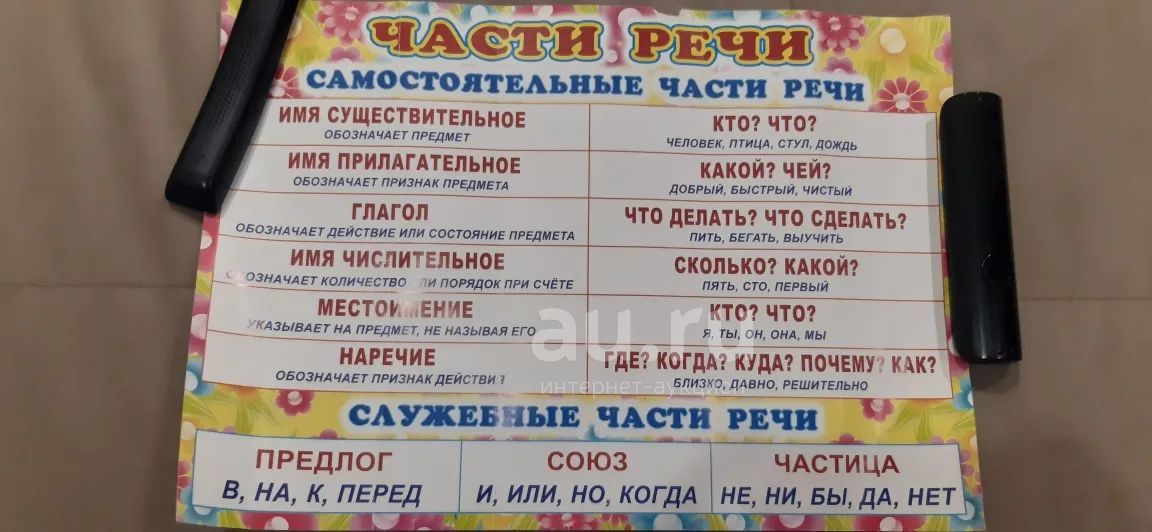 ЧАСТИ РЕЧИ
САМОСТОЯТЕЛЬНЫЕ ЧАСТИ РЕЧИ
ИМЯ СУЩЕСТВИТЕЛЬНОЕ
ОБОЗНАЧАЕТ ПРЕДМЕТ
КТО? ЧТО?
ЧЕЛОВЕК, ПТИЦА, СТУЛ, ДОЖДЬ
ИМЯ ПРИЛАГАТЕЛЬНОЕ
ОБОЗНАЧАЕТ ПРИЗНАК ПРЕДМЕТА
КАКОЙ? ЧЕЙ?
ДОБРЫЙ, БЫСТРЫЙ, ЧИСТЫЙ
ГЛАГОЛ
ОБОЗНАЧАЕТ ДЕЙСТВИЕ ИЛИ СОСТОЯНИЕ ПРЕДМЕТА
ЧТО ДЕЛАТЬ? ЧТО СДЕЛАТЬ?
ПИТЬ, БЕГАТЬ, ВЫУЧИТЬ
ИМЯ ЧИСЛИТЕЛЬНОЕ
ОБОЗНАЧАЕТ КОЛИЧЕСТВО ИЛИ ПОРЯДОК ПРИ СЧЁТЕ
СКОЛЬКО? КАКОЙ?
ПЯТЬ, СТО, ПЕРВЫЙ
МЕСТОИМЕНИЕ
УКАЗЫВАЕТ НА ПРЕДМЕТ, НЕ НАЗЫВАЯ ЕГО
КТО? ЧТО?
Я, ТЫ, ОН, ОНА, МЫ
НАРЕЧИЕ
ОБОЗНАЧАЕТ ПРИЗНАК ДЕЙСТВИЯ
ГДЕ? КОГДА? КУДА? ПОЧЕМУ? КАК?
БЛИЗКО, ДАВНО, РЕШИТЕЛЬНО
au.ru
интернет-аукцион
СЛУЖЕБНЫЕ ЧАСТИ РЕЧИ
ПРЕДЛОГ
В, НА, К, ПЕРЕД
СОЮЗ
И, ИЛИ, НО, КОГДА
ЧАСТИЦА
НЕ, НИ, БЫ, ДА, НЕТ